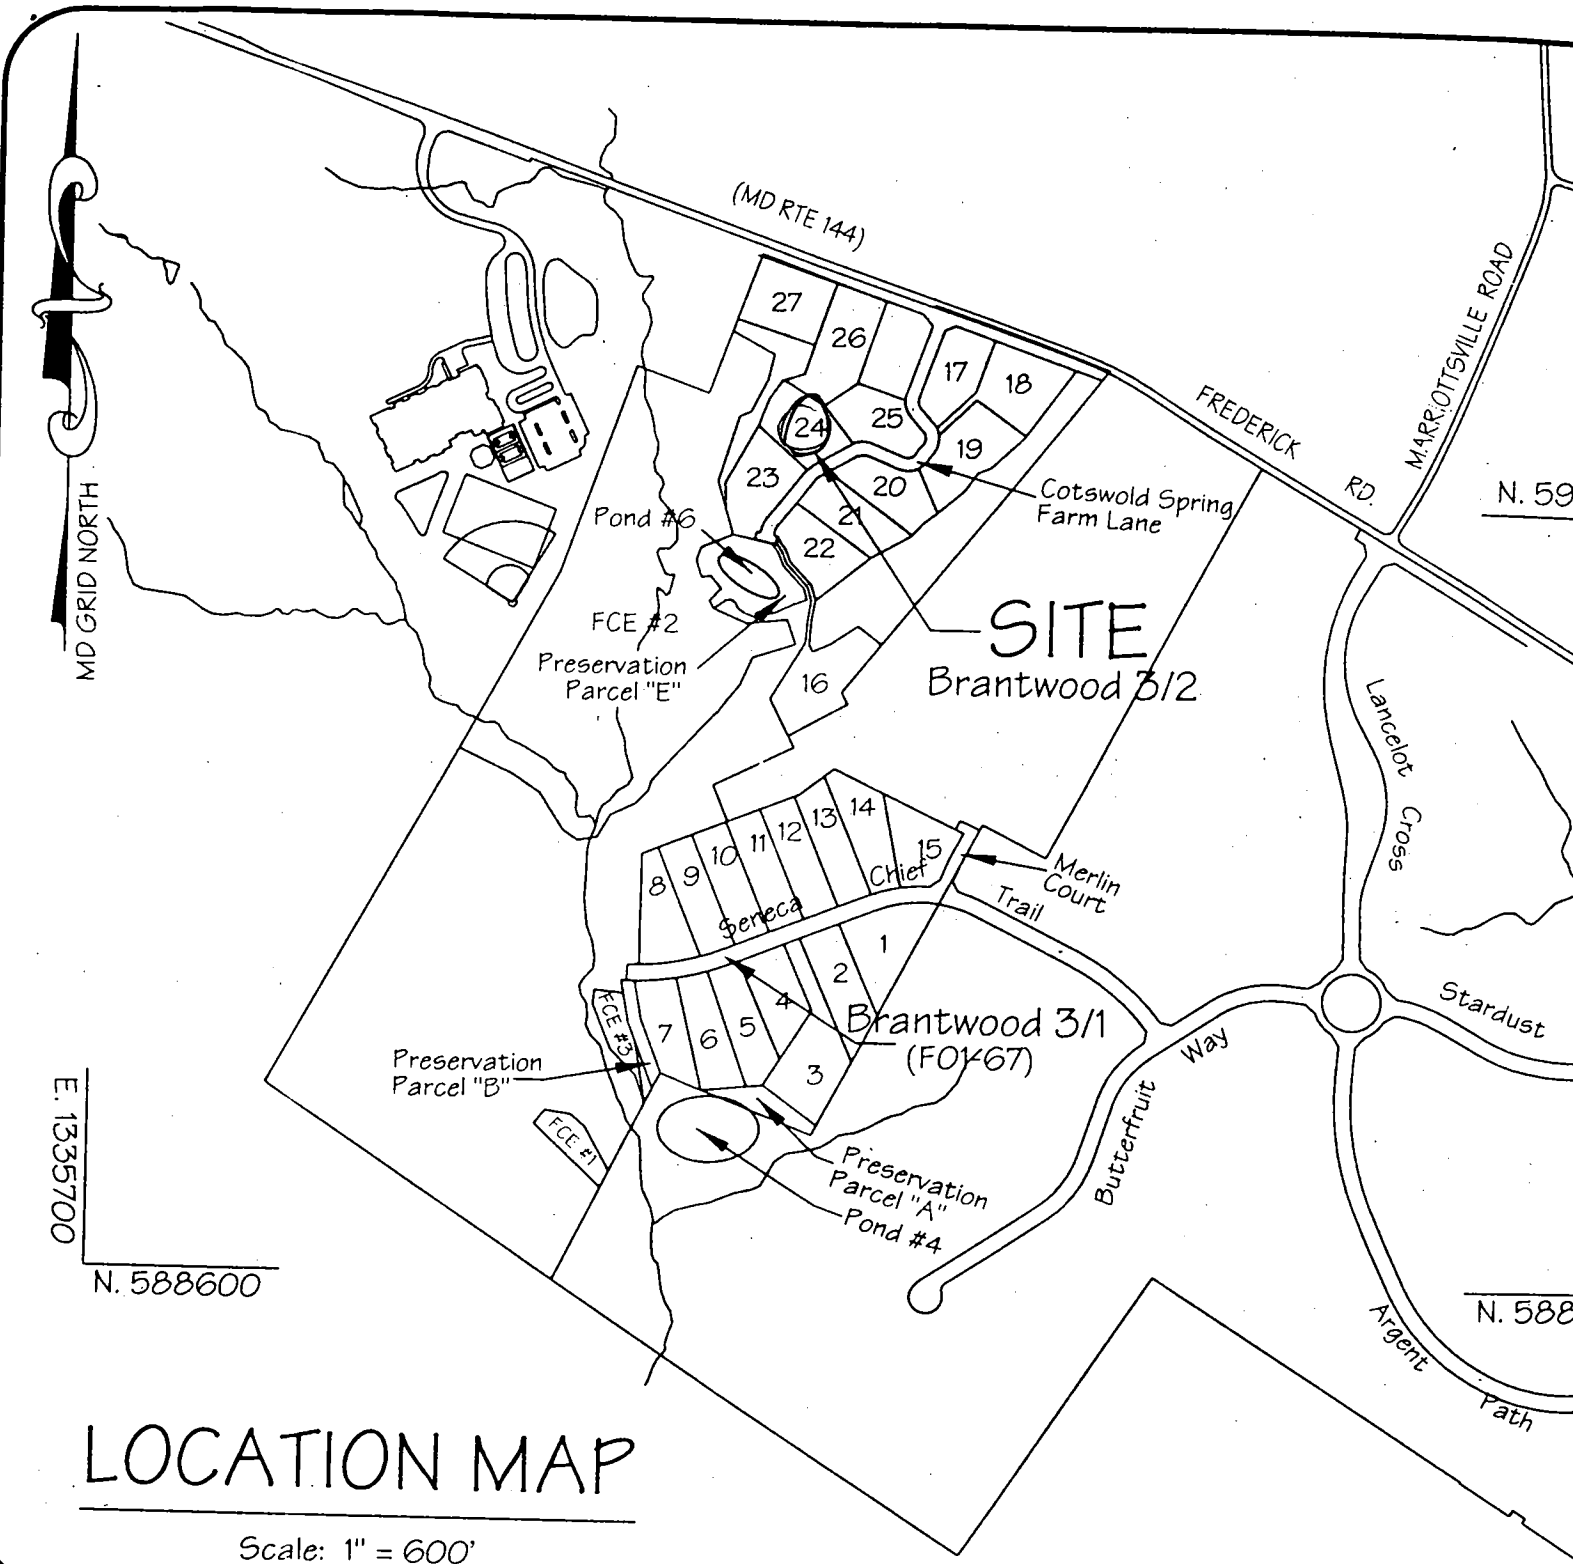 (MD RTE 144)
MARRIOTTSVILLE ROAD
FREDERICK
RD.
N. 59
MD GRID NORTH
27
26
17
18
24
25
19
23
20
21
22
Cotswold Spring
Farm Lane
Pond #6
FCE #2
Preservation
Parcel "E"
SITE
Brantwood 3/2
16
Lancelot
Cross
14
13
12
11
10
9
8
15
Chief
Merlin
Court
Seneca
Trail
1
2
4
5
6
7
3
FCE #3
Brantwood 3/1
(F01-67)
Stardust
Way
Butterfruit
Preservation
Parcel "B"
FCE #1
Preservation
Parcel "A"
Pond #4
E. 1335700
N. 588600
N. 588
Argent
Path
LOCATION MAP
Scale: 1" = 600'